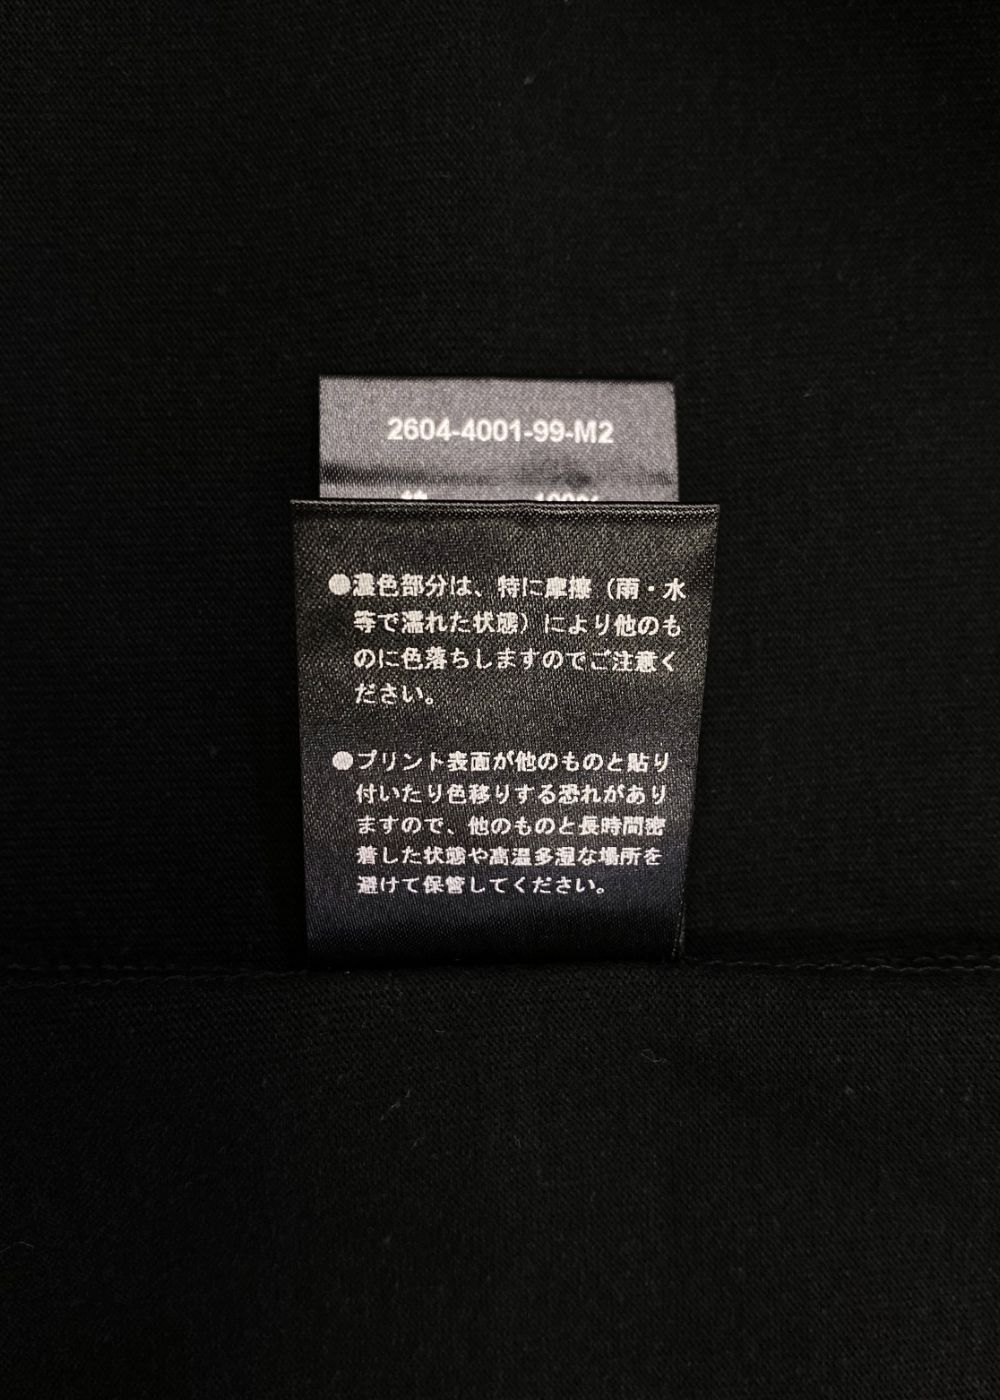 2604-4001-99-M2
100%
●濃色部分は、特に摩擦（雨・水
等で濡れた状態）により他のも
のに色落ちしますのでご注意く
ださい。
●プリント表面が他のものと貼り
付いたり色移りする恐れがあり
ますので、他のものと長時間密
着した状態や高温多湿な場所を
避けて保管してください。